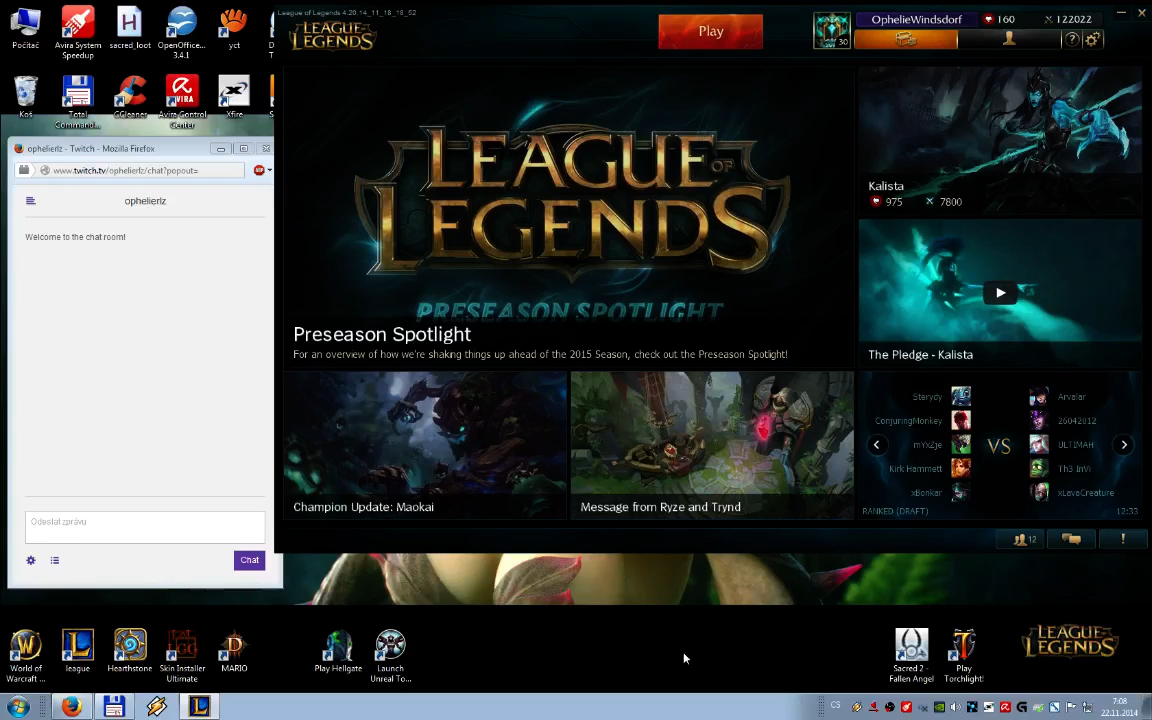 Počítač
Avira System
Speedup
sacred_loot
OpenOffice...
3.4.1
yct
Koš
Total
Command...
CCleaner
Avira Control
Center
Xfire
League of Legends 4.20.14_11_18_18_52
LEAGUE OF
LEGENDS
Play
30
OphelieWindsdorf
160
122022
?
ophelierlz - Twitch - Mozilla Firefox
www.twitch.tv/ophelierlz/chat?popout=
ABP
ophelierlz
Welcome to the chat room!
Odeslat zprávu
Chat
LEAGUE OF
LEGENDS
PRESEASON SPOTLIGHT
Preseason Spotlight
For an overview of how we're shaking things up ahead of the 2015 Season, check out the Preseason Spotlight!
Kalista
975 7800
The Pledge - Kalista
Champion Update: Maokai
Message from Ryze and Trynd
Sterydy Arvalar
ConjuringMonkey 26042012
mYxZje VS ULTIMAH
Kirk Hammett Th3 InVi
xBonkar xLavaCreature
RANKED (DRAFT) 12:33
12
!
World of
Warcraft ...
league
Hearthstone
Skin Installer
Ultimate
MARIO
Play Hellgate
Launch
Unreal To...
Sacred 2 -
Fallen Angel
Play
Torchlight!
LEAGUE OF
LEGENDS
CS
7:08
22.11.2014